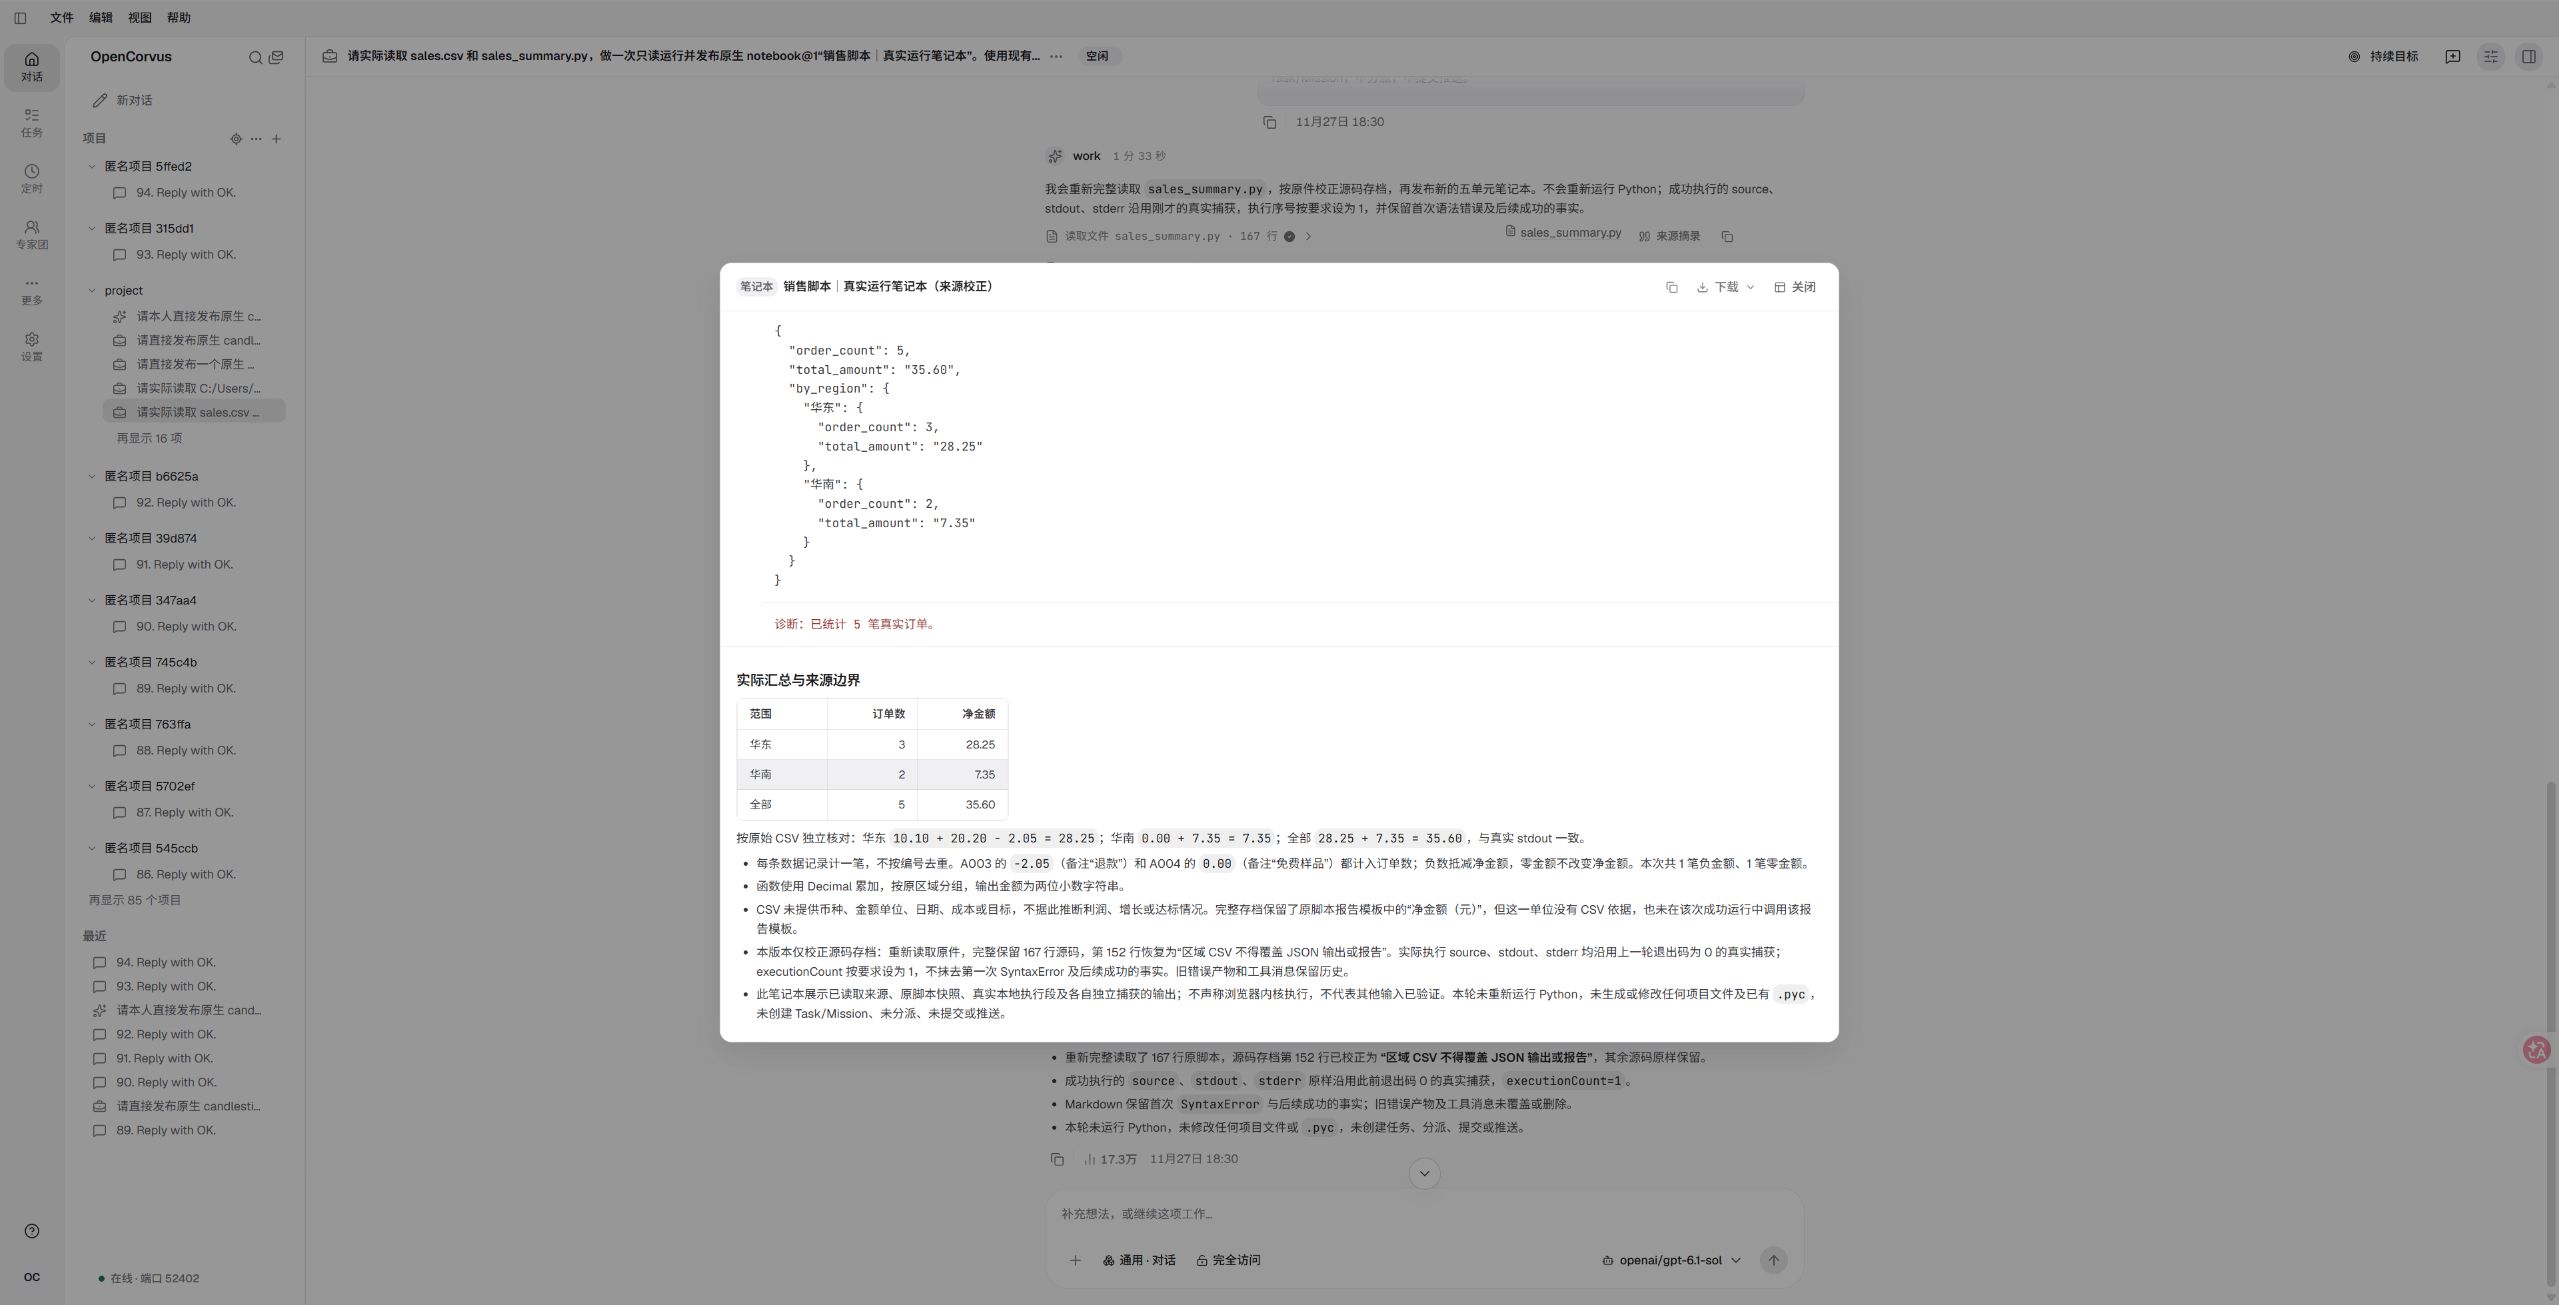 文件 编辑 视图 帮助
对话
任务
定时
专家团
更多
设置
OC
OpenCorvus
新对话
项目
匿名项目 5ffed2
94. Reply with OK.
匿名项目 315dd1
93. Reply with OK.
project
请本人直接发布原生 c...
请直接发布原生 candl...
请直接发布一个原生 ...
请实际读取 C:/Users/...
请实际读取 sales.csv ...
再显示 16 项
匿名项目 b6625a
92. Reply with OK.
匿名项目 39d874
91. Reply with OK.
匿名项目 347aa4
90. Reply with OK.
匿名项目 745c4b
89. Reply with OK.
匿名项目 763ffa
88. Reply with OK.
匿名项目 5702ef
87. Reply with OK.
匿名项目 545ccb
86. Reply with OK.
再显示 85 个项目
最近
94. Reply with OK.
93. Reply with OK.
请本人直接发布原生 cand...
92. Reply with OK.
91. Reply with OK.
90. Reply with OK.
请直接发布原生 candlesti...
89. Reply with OK.
在线 · 端口 52402
请实际读取 sales.csv 和 sales_summary.py，做一次只读运行并发布原生 notebook@1“销售脚本｜真实运行笔记本”。使用现有... 空闲
持续目标
11月27日 18:30
work 1 分 33 秒
我会重新完整读取 sales_summary.py，按原件校正源码存档，再发布新的五单元笔记本。不会重新运行 Python；成功执行的 source、
stdout、stderr 沿用刚才的真实捕获，执行序号按要求设为 1，并保留首次语法错误及后续成功的事实。
读取文件 sales_summary.py · 167 行
sales_summary.py 来源摘录
笔记本 销售脚本｜真实运行笔记本（来源校正）
下载 关闭
{
"order_count": 5,
"total_amount": "35.60",
"by_region": {
"华东": {
"order_count": 3,
"total_amount": "28.25"
},
"华南": {
"order_count": 2,
"total_amount": "7.35"
}
}
}
诊断：已统计 5 笔真实订单。
实际汇总与来源边界
范围 订单数 净金额
华东 3 28.25
华南 2 7.35
全部 5 35.60
按原始 CSV 独立核对：华东 10.10 + 20.20 - 2.05 = 28.25；华南 0.00 + 7.35 = 7.35；全部 28.25 + 7.35 = 35.60，与真实 stdout 一致。
• 每条数据记录计一笔，不按编号去重。A003 的 -2.05（备注“退款”）和 A004 的 0.00（备注“免费样品”）都计入订单数；负数抵减净金额，零金额不改变净金额。本次共 1 笔负金额、1 笔零金额。
• 函数使用 Decimal 累加，按原区域分组，输出金额为两位小数字符串。
• CSV 未提供币种、金额单位、日期、成本或目标，不据此推断利润、增长或达标情况。完整存档保留了原脚本报告模板中的“净金额（元）”，但这一单位没有 CSV 依据，也未在该次成功运行中调用该报
告模板。
• 本版本仅校正源码存档：重新读取原件，完整保留 167 行源码，第 152 行恢复为“区域 CSV 不得覆盖 JSON 输出或报告”。实际执行 source、stdout、stderr 均沿用上一轮退出码为 0 的真实捕获；
executionCount 按要求设为 1，不抹去第一次 SyntaxError 及后续成功的事实。旧错误产物和工具消息保留历史。
• 此笔记本展示已读取来源、原脚本快照、真实本地执行段及各自独立捕获的输出；不声称浏览器内核执行，不代表其他输入已验证。本轮未重新运行 Python，未生成或修改任何项目文件及已有 .pyc，
未创建 Task/Mission、未分派、未提交或推送。
• 重新完整读取了 167 行原脚本，源码存档第 152 行已校正为 “区域 CSV 不得覆盖 JSON 输出或报告”，其余源码原样保留。
• 成功执行的 source、stdout、stderr 原样沿用此前退出码 0 的真实捕获，executionCount=1。
• Markdown 保留首次 SyntaxError 与后续成功的事实；旧错误产物及工具消息未覆盖或删除。
• 本轮未运行 Python，未修改任何项目文件或 .pyc，未创建任务、分派、提交或推送。
17.3万 11月27日 18:30
补充想法，或继续这项工作...
通用 · 对话 完全访问 openai/gpt-6.1-sol